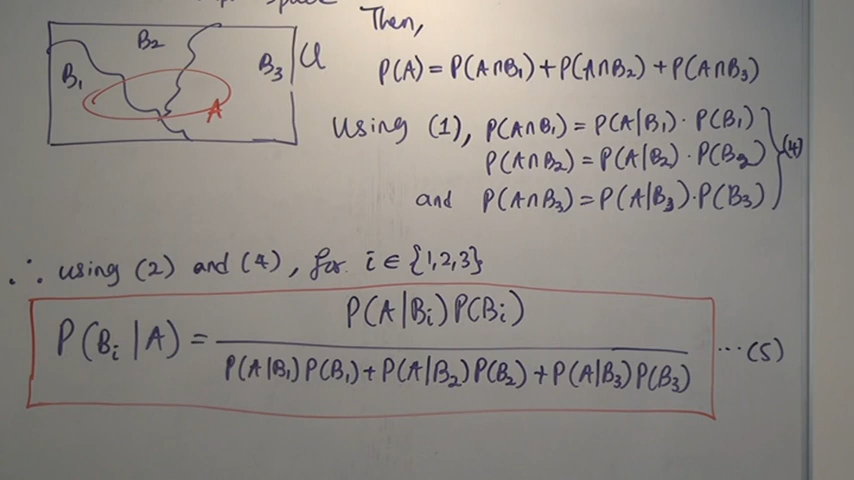 space
Then,
B₁ B₂ B₃ U
A
P(A) = P(A∩B₁) + P(A∩B₂) + P(A∩B₃)
Using (1), P(A∩B₁) = P(A|B₁) · P(B₁)
P(A∩B₂) = P(A|B₂) · P(B₂)
and P(A∩B₃) = P(A|B₃) · P(B₃) } (4)
∴ using (2) and (4), for i ∈ {1,2,3}
P(Bᵢ|A) = P(A|Bᵢ)P(Bᵢ)
P(A|B₁)P(B₁) + P(A|B₂)P(B₂) + P(A|B₃)P(B₃) ...(5)